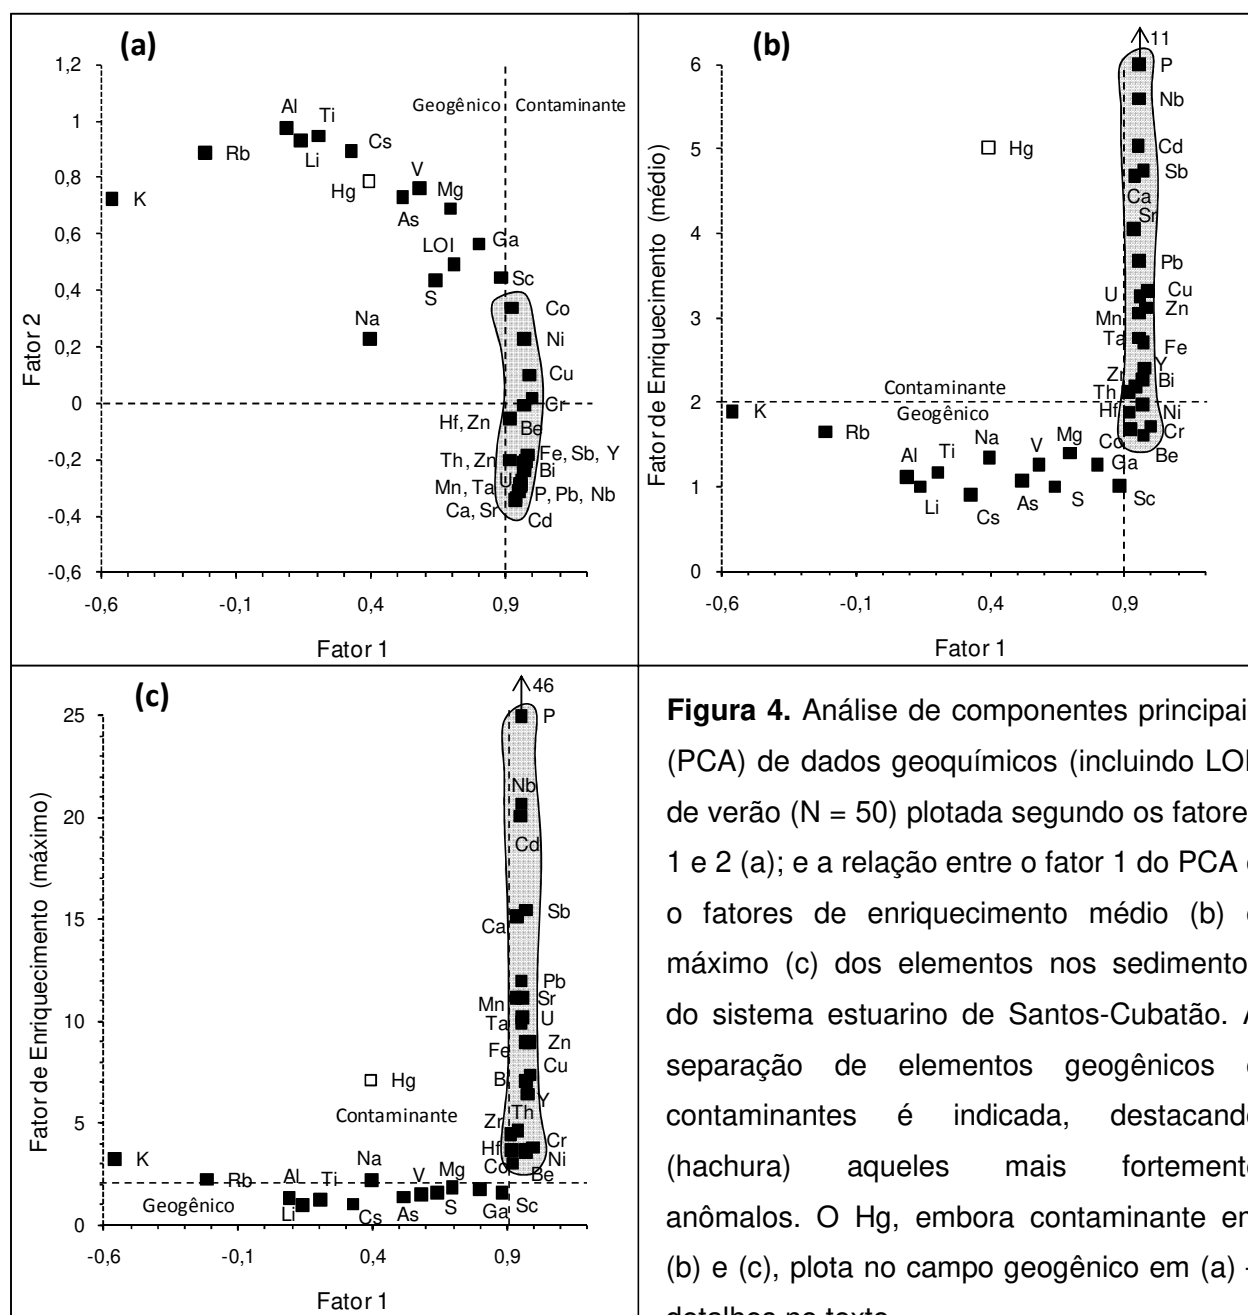 (a)
1,2
1
0,8
0,6
0,4
0,2
0
-0,2
-0,4
-0,6
Fator 2
Geogênico
Contaminante
Al
Ti
Li
Cs
Rb
K
Hg
V
As
Mg
LOI
Ga
S
Sc
Na
Co
Ni
Cu
Cr
Hf, Zn
Be
Th, Zn
Fe, Sb, Y
Bi
U
Mn, Ta
P, Pb, Nb
Ca, Sr
Cd
-0,6
-0,1
0,4
0,9
Fator 1
(b)
11
6
5
4
3
2
1
0
Fator de Enriquecimento (médio)
P
Nb
Cd
Sb
Hg
Ca
Sr
Pb
U
Cu
Mn
Zn
Ta
Fe
Y
Zr
Bi
Th
Contaminante
Geogênico
Hf
Ni
K
Rb
Na
V
Mg
Co
Cr
Al
Ti
Ga
Be
Li
Cs
As
S
Sc
-0,6
-0,1
0,4
0,9
Fator 1
(c)
46
25
20
15
10
5
0
Fator de Enriquecimento (máximo)
P
Nb
Cd
Sb
Ca
Pb
Mn
Sr
Ta
U
Fe
Zn
Cu
B
Hg
Y
Contaminante
Th
Zr
Cr
Hf
Ni
K
Na
Mg
Co
Be
Rb
Al
Ti
V
Geogênico
Li
Cs
As
S
Ga
Sc
-0,6
-0,1
0,4
0,9
Fator 1
Figura 4. Análise de componentes principai
(PCA) de dados geoquímicos (incluindo LOI
de verão (N = 50) plotada segundo os fatore
1 e 2 (a); e a relação entre o fator 1 do PCA e
o fatores de enriquecimento médio (b) e
máximo (c) dos elementos nos sedimento
do sistema estuarino de Santos-Cubatão. A
separação de elementos geogênicos e
contaminantes é indicada, destacando
(hachura) aqueles mais fortemente
anômalos. O Hg, embora contaminante em
(b) e (c), plota no campo geogênico em (a) -
detalhes no texto